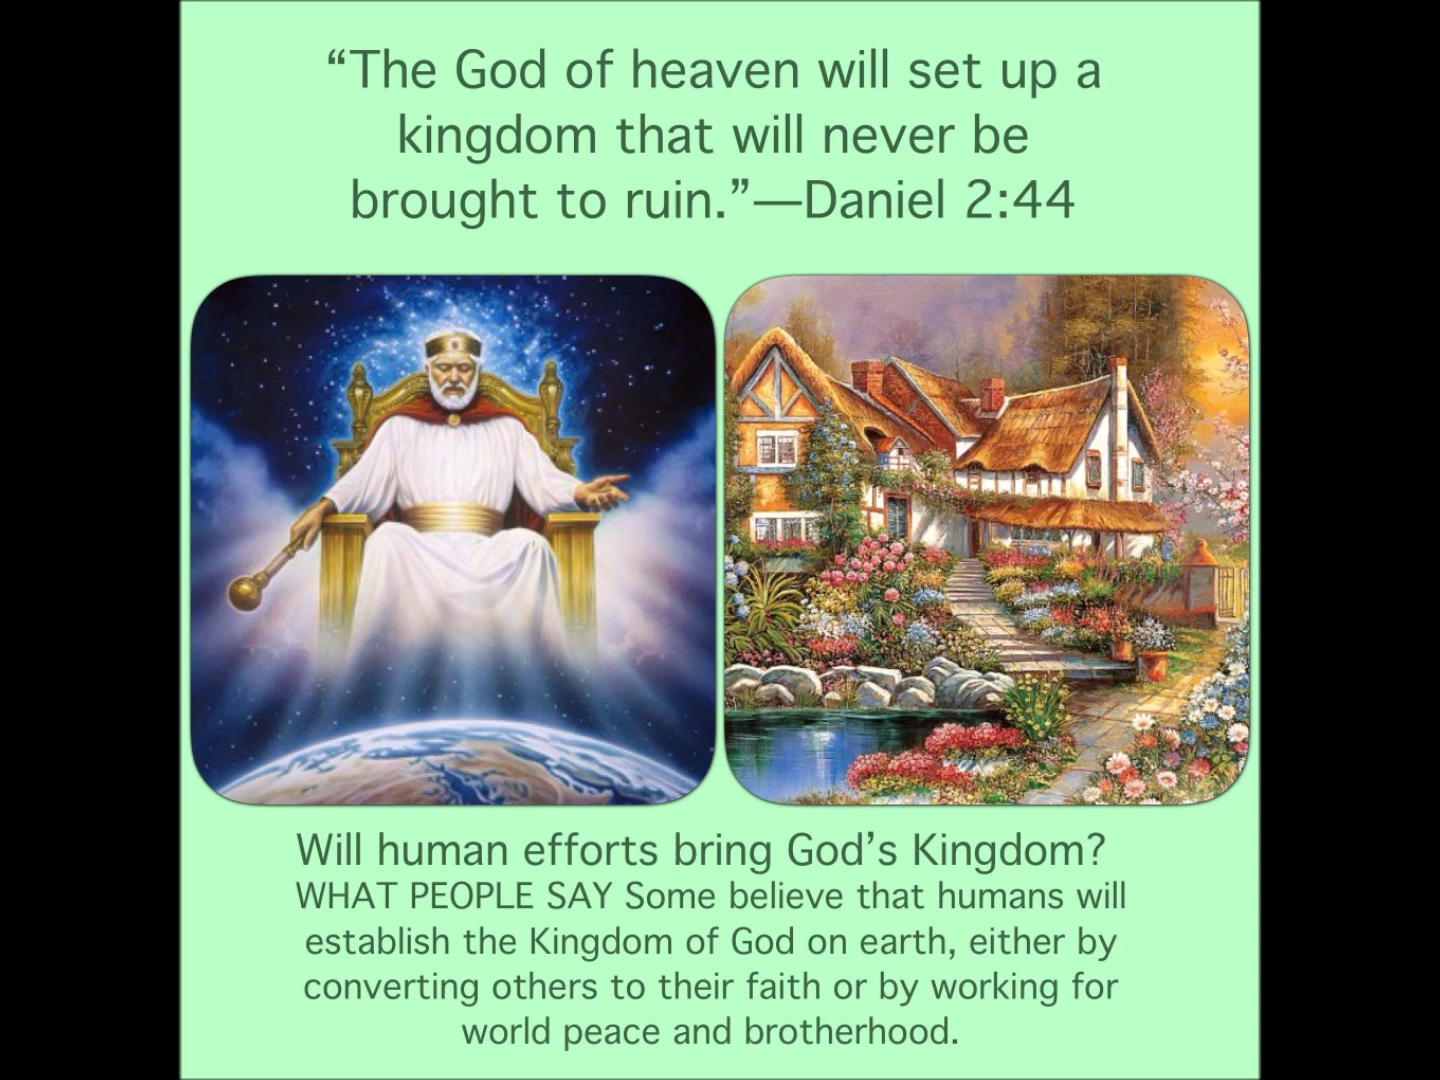 “The God of heaven will set up a
kingdom that will never be
brought to ruin.”—Daniel 2:44
Will human efforts bring God’s Kingdom?
WHAT PEOPLE SAY Some believe that humans will
establish the Kingdom of God on earth, either by
converting others to their faith or by working for
world peace and brotherhood.